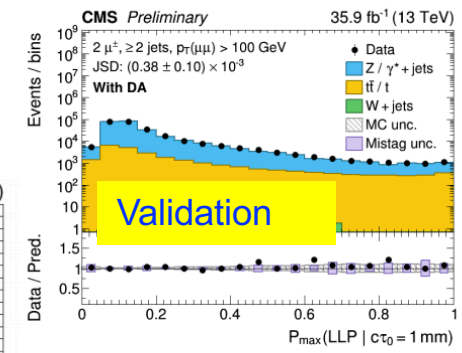 CMS Preliminary 35.9 fb⁻¹ (13 TeV)
Events / bins
10⁹
10⁸
10⁷
10⁶
10⁵
10⁴
10³
10²
10
1
2 μ±, ≥ 2 jets, pT(μμ) > 100 GeV
JSD: (0.38 ± 0.10) × 10⁻³
With DA
Data
Z / γ* + jets
tt̄ / t
W + jets
MC unc.
Mistag unc.
Validation
Data / Pred.
1.5
1
0.5
0 0.2 0.4 0.6 0.8 1
Pmax(LLP | cτ0 = 1 mm)